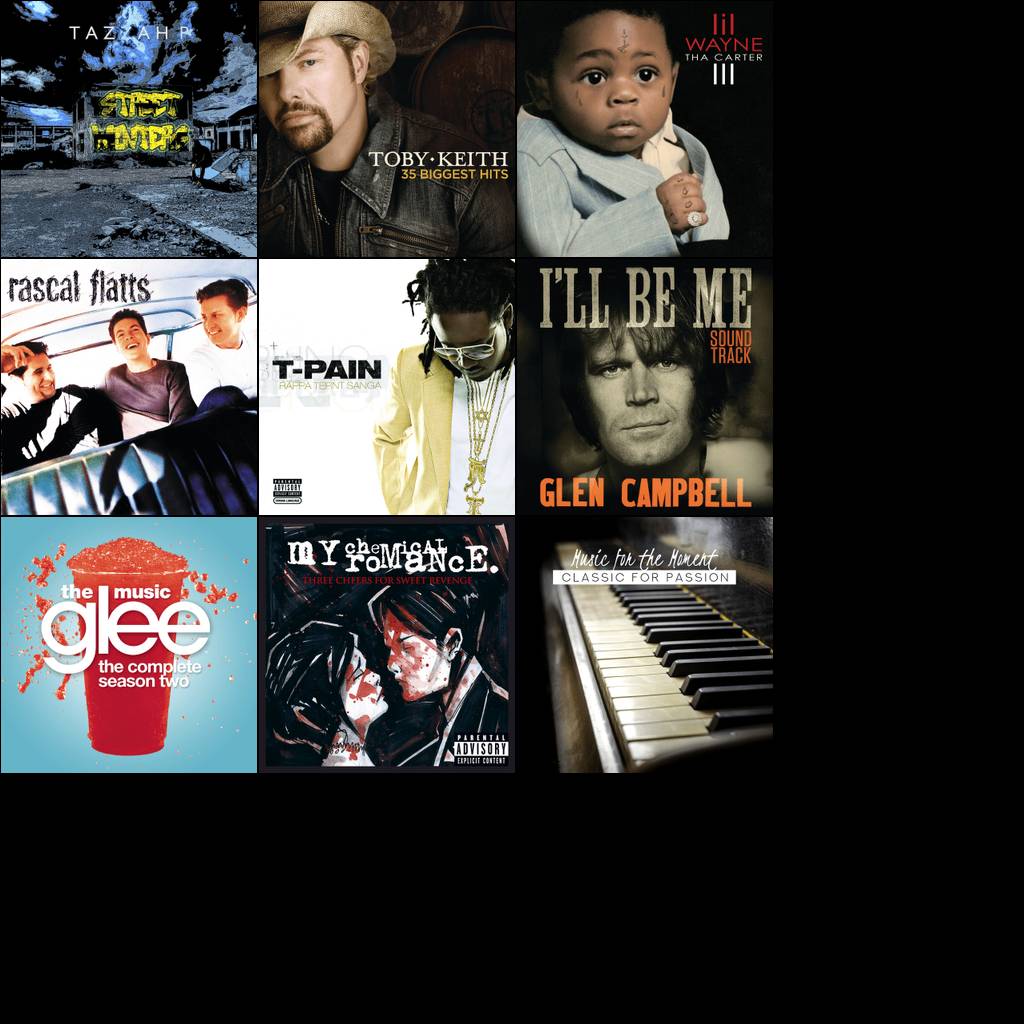 TAZZAH P
STREET
TOBY·KEITH
35 BIGGEST HITS
lil
WAYNE
THA CARTER
III
rascal flatts
T-PAIN
RAPPA TERNT SANGA
PARENTAL
ADVISORY
EXPLICIT CONTENT
I'LL BE ME
SOUND
TRACK
GLEN CAMPBELL
the music
glee
the complete
season two
mY cheMicAL
roMaNcE.
THREE CHEERS FOR SWEET REVENGE
PARENTAL
ADVISORY
EXPLICIT CONTENT
Music for the Moment
CLASSIC FOR PASSION